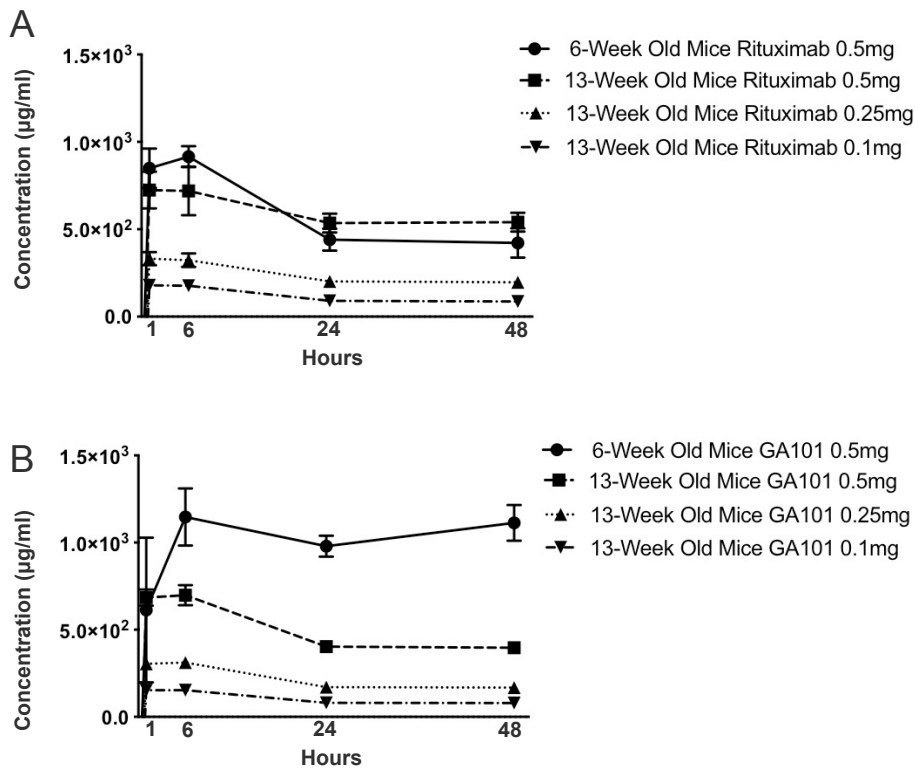 A
Concentration (µg/ml)
1.5×10³
1.0×10³
5.0×10²
0.0
1 6 24 48
Hours
6-Week Old Mice Rituximab 0.5mg
13-Week Old Mice Rituximab 0.5mg
13-Week Old Mice Rituximab 0.25mg
13-Week Old Mice Rituximab 0.1mg
B
Concentration (µg/ml)
1.5×10³
1.0×10³
5.0×10²
0.0
1 6 24 48
Hours
6-Week Old Mice GA101 0.5mg
13-Week Old Mice GA101 0.5mg
13-Week Old Mice GA101 0.25mg
13-Week Old Mice GA101 0.1mg